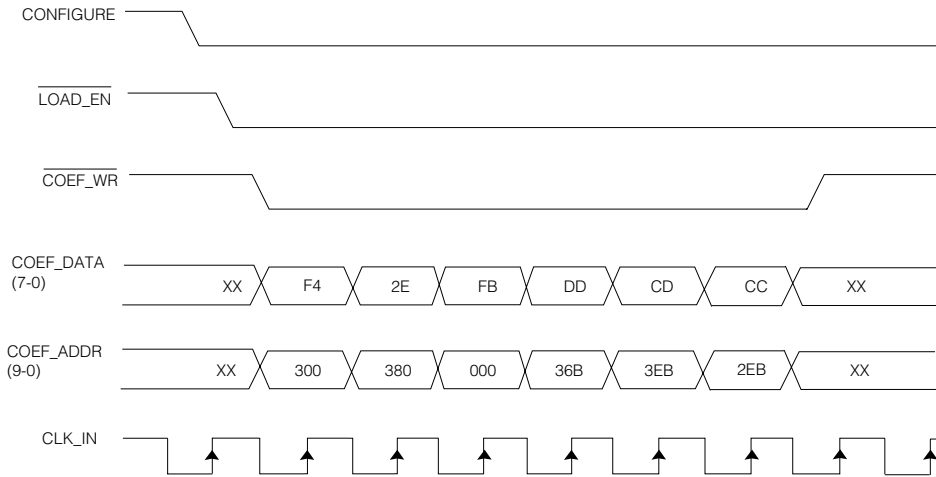 CONFIGURE
LOAD_EN
COEF_WR
COEF_DATA
(7-0)
XX F4 2E FB DD CD CC XX
COEF_ADDR
(9-0)
XX 300 380 000 36B 3EB 2EB XX
CLK_IN